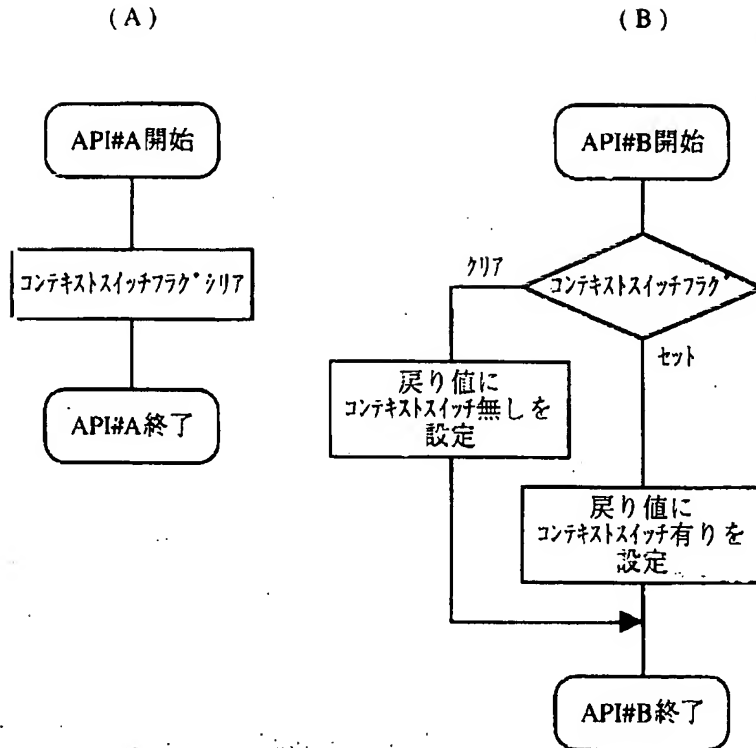 (A)
API#A開始
コンテキストスイッチフラグシリア
API#A終了
(B)
API#B開始
コンテキストスイッチフラグ
クリア
セット
戻り値に
コンテキストスイッチ無しを
設定
戻り値に
コンテキストスイッチ有りを
設定
API#B終了